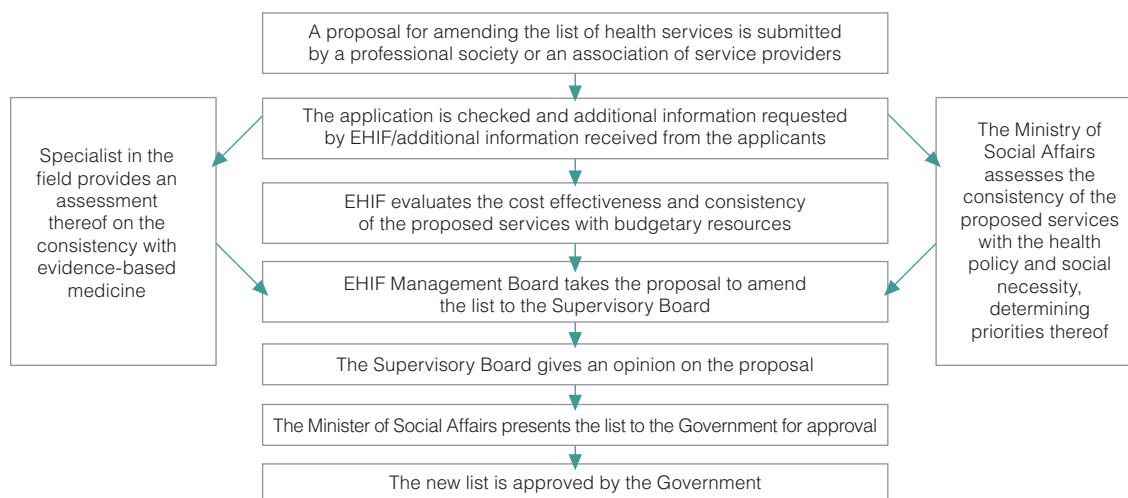 A proposal for amending the list of health services is submitted
by a professional society or an association of service providers
The application is checked and additional information requested
by EHIF/additional information received from the applicants
Specialist in the
field provides an
assessment
thereof on the
consistency with
evidence-based
medicine
EHIF evaluates the cost effectiveness and consistency
of the proposed services with budgetary resources
The Ministry of
Social Affairs
assesses the
consistency of the
proposed services
with the health
policy and social
necessity,
determining
priorities thereof
EHIF Management Board takes the proposal to amend
the list to the Supervisory Board
The Supervisory Board gives an opinion on the proposal
The Minister of Social Affairs presents the list to the Government for approval
The new list is approved by the Government